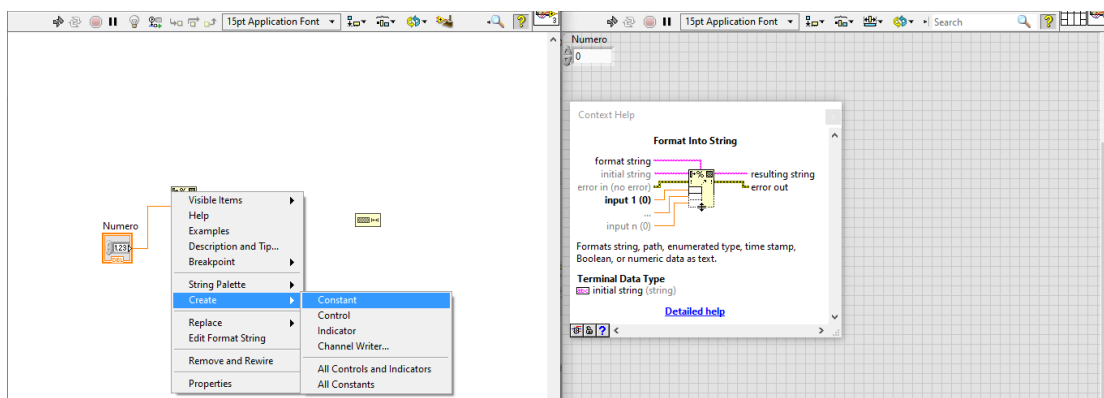 15pt Application Font
3
Numero
1.23
Visible Items
Help
Examples
Description and Tip...
Breakpoint
String Palette
Create
Replace
Edit Format String
Remove and Rewire
Properties
Constant
Control
Indicator
Channel Writer...
All Controls and Indicators
All Constants
15pt Application Font
Search
Numero
0
Context Help
Format Into String
format string
initial string
error in (no error)
input 1 (0)
...
input n (0)
resulting string
error out
Formats string, path, enumerated type, time stamp,
Boolean, or numeric data as text.
Terminal Data Type
abc initial string (string)
Detailed help